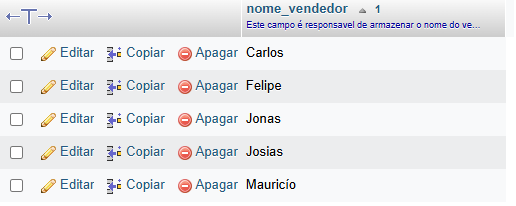 nome_vendedor 1
Este campo é responsavel de armazenar o nome do ve...
Editar Copiar Apagar Carlos
Editar Copiar Apagar Felipe
Editar Copiar Apagar Jonas
Editar Copiar Apagar Josias
Editar Copiar Apagar Mauricío